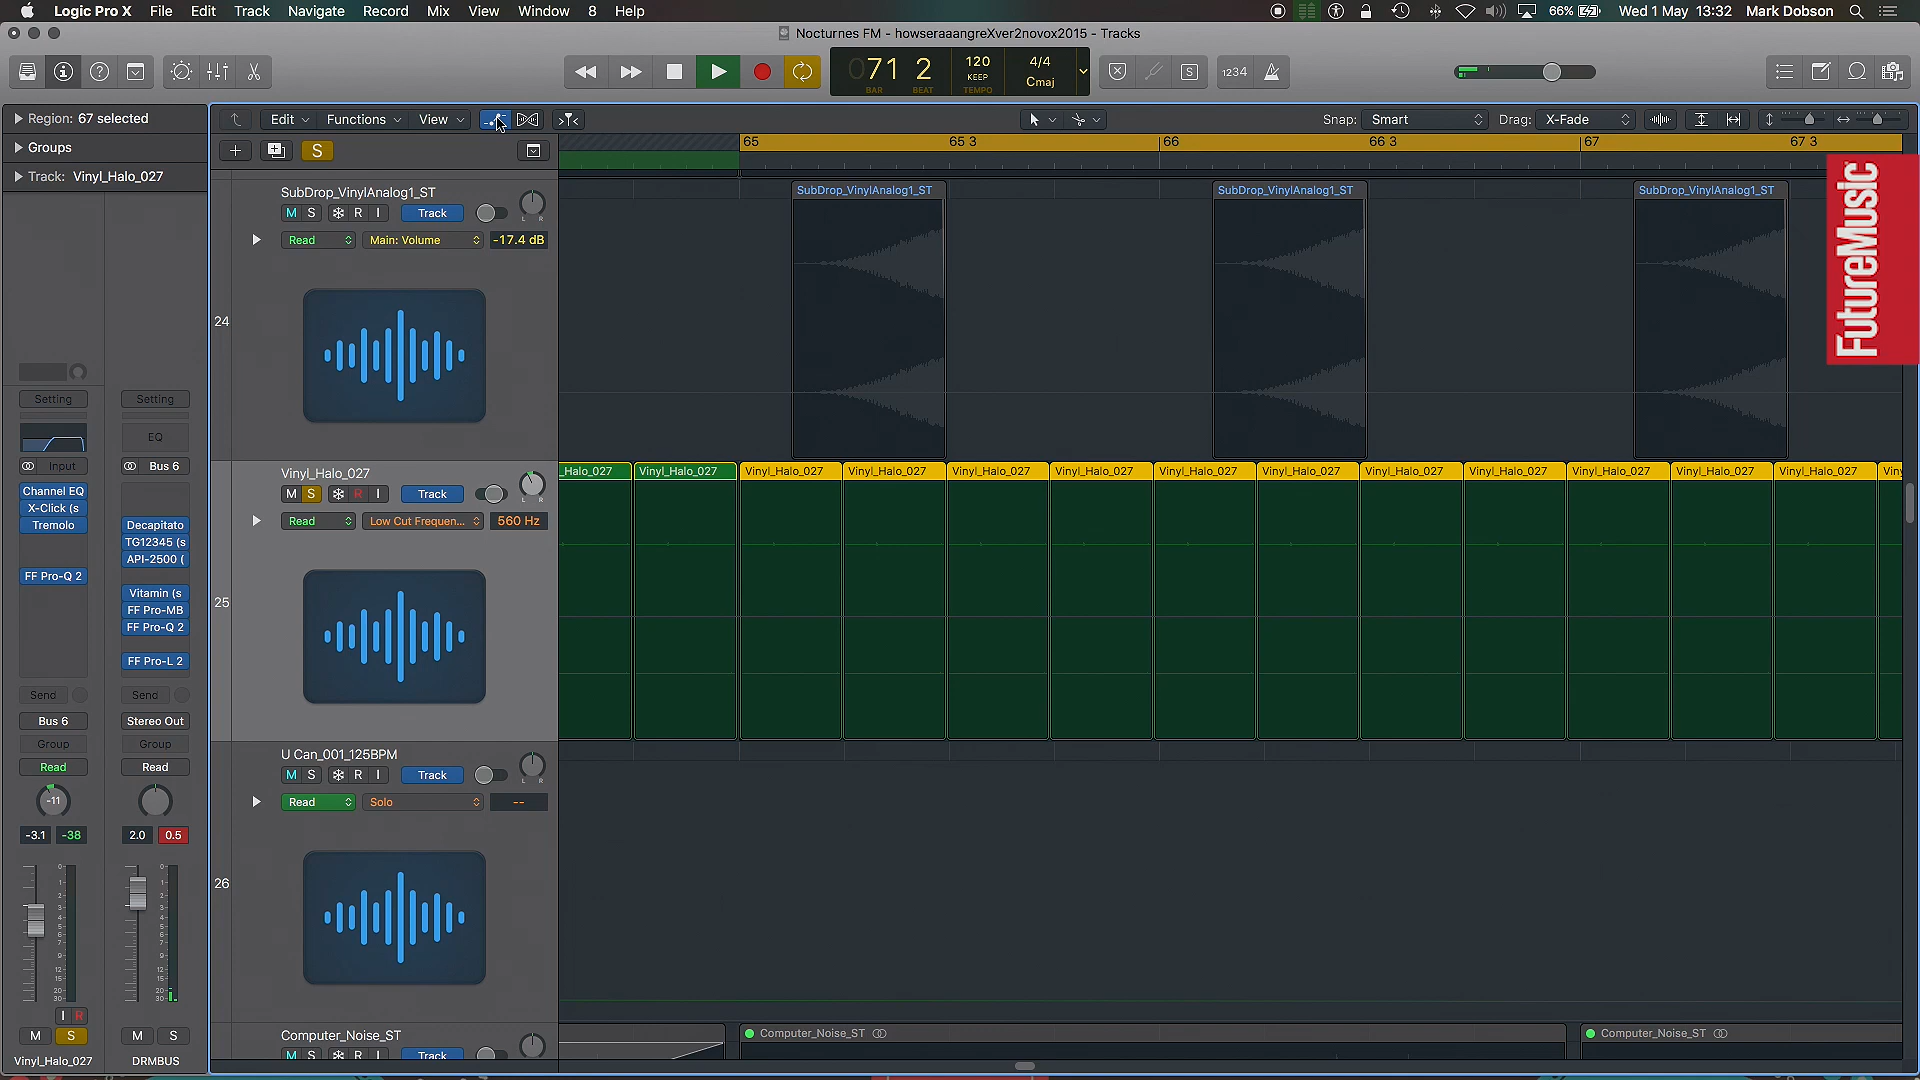 Logic Pro X File Edit Track Navigate Record Mix View Window 8 Help 66% Wed 1 May 13:32 Mark Dobson
Nocturnes FM - howseraaangreXver2novox2015 - Tracks
071 2 120 4/4
KEEP Cmaj
BAR BEAT TEMPO
S 1234
Region: 67 selected
Groups
Track: Vinyl_Halo_027
Edit Functions View Snap: Smart Drag: X-Fade
S
65 65 3 66 66 3 67 67 3
FutureMusic
SubDrop_VinylAnalog1_ST
M S R I Track
L R
Read Main: Volume -17.4 dB
24
SubDrop_VinylAnalog1_ST SubDrop_VinylAnalog1_ST SubDrop_VinylAnalog1_ST
Vinyl_Halo_027
M S R I Track
Read Low Cut Frequen... 560 Hz
25
_Halo_027 Vinyl_Halo_027 Vinyl_Halo_027 Vinyl_Halo_027 Vinyl_Halo_027 Vinyl_Halo_027 Vinyl_Halo_027 Vinyl_Halo_027 Vinyl_Halo_027 Vinyl_Halo_027 Vinyl_Halo_027 Vinyl_Halo_027 Vinyl_Halo_027 Viny
U Can_001_125BPM
M S R I Track
L R
Read Solo --
26
Computer_Noise_ST
M S R I Track
Computer_Noise_ST Computer_Noise_ST
Setting Setting
EQ
Input Bus 6
Channel EQ
X-Click (s
Tremolo
FF Pro-Q 2
Decapitato
TG12345 (s
API-2500 (
Vitamin (s
FF Pro-MB
FF Pro-Q 2
FF Pro-L 2
Send Send
Bus 6 Stereo Out
Group Group
Read Read
-11
-3.1 -38 2.0 0.5
I R
M S M S
Vinyl_Halo_027 DRMBUS